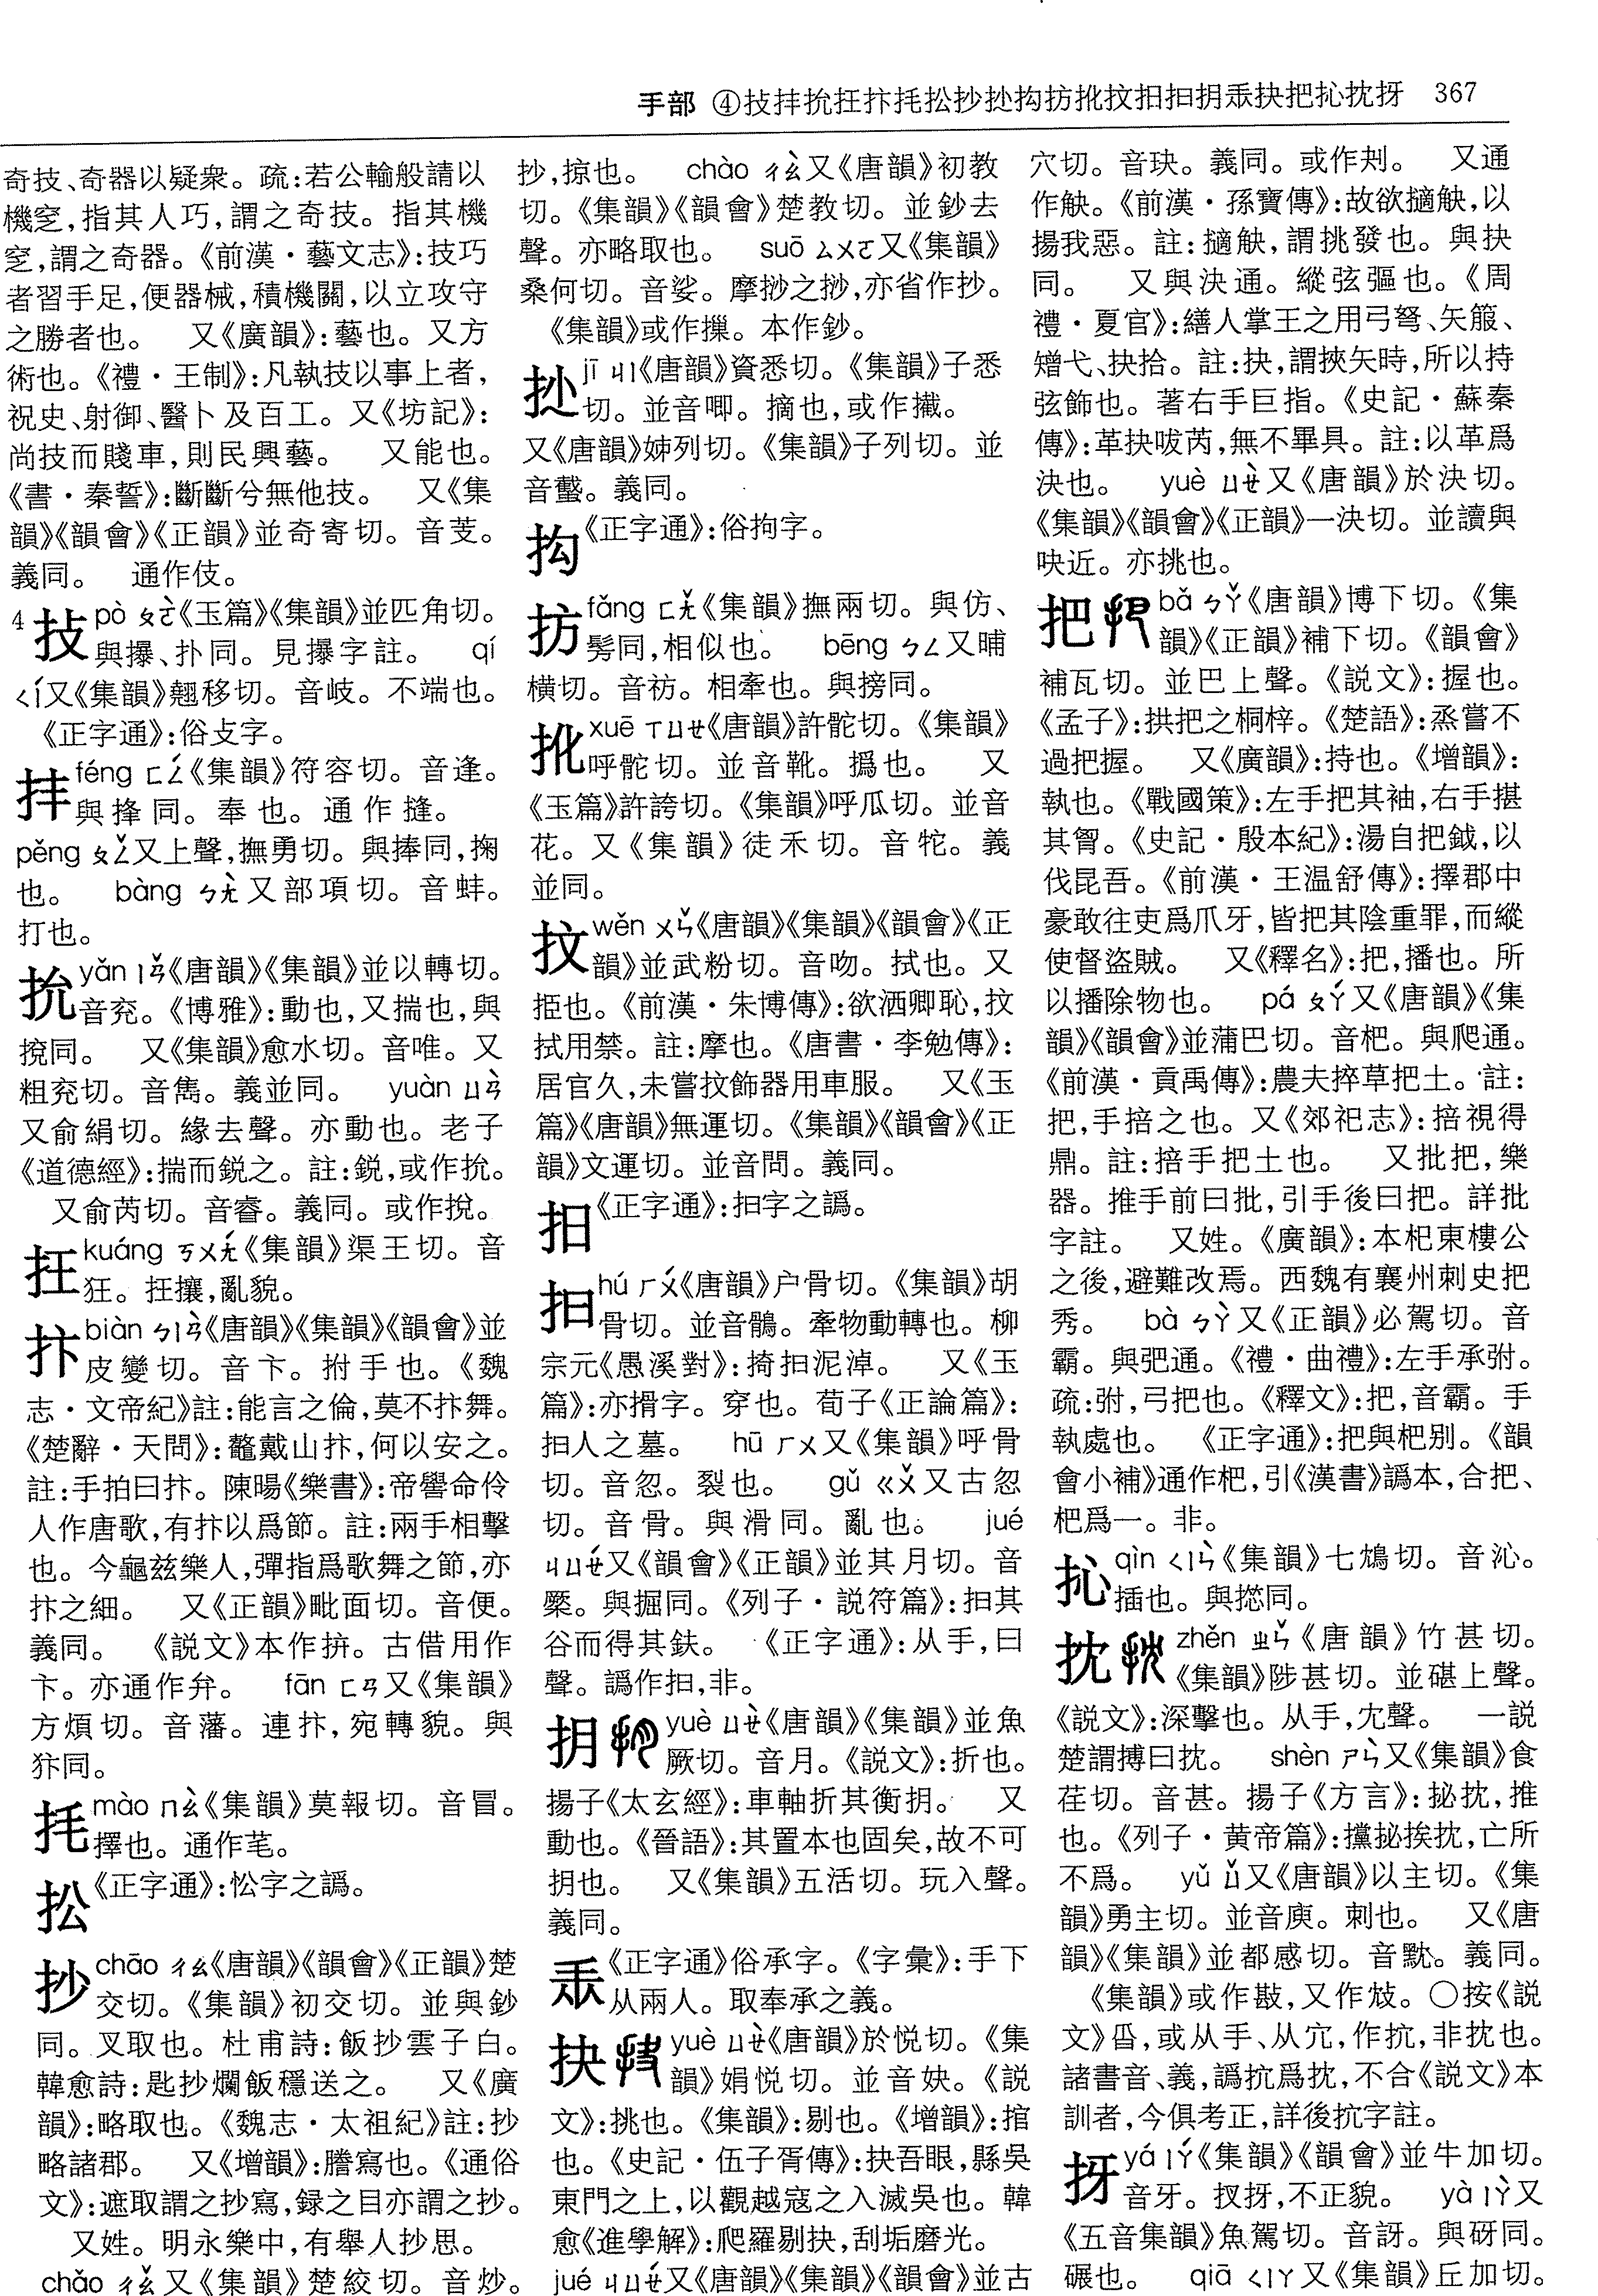 手部 ④技拝抭抂抃托抣抄抋抅抝抆抇扣抈承抉把抋抌 367
奇技、奇器以疑衆。疏:若公輸般請以
機窆,指其人巧,謂之奇技。指其機
窆,謂之奇器。《前漢・藝文志》:技巧
者習手足,便器械,積機關,以立攻守
之勝者也。　又《廣韻》:藝也。又方
術也。《禮・王制》:凡執技以事上者,
祝史、射御、醫卜及百工。又《坊記》:
尚技而賤車,則民興藝。　又能也。
《書・秦誓》:斷斷兮無他技。　又《集
韻》《韻會》《正韻》並奇寄切。音芰。
義同。　通作伎。
4 pò ㄆㄛˋ《玉篇》《集韻》並匹角切。
與㩧、扑同。見㩧字註。　qí
ㄑㄧˊ又《集韻》翹移切。音岐。不端也。
《正字通》:俗攴字。
féng ㄈㄥˊ《集韻》符容切。音逢。
與捀同。奉也。通作摓。
pěng ㄆㄥˇ又上聲,撫勇切。與捧同,掬
也。　bàng ㄅㄤˋ又部項切。音蚌。
打也。
抁 yǎn ㄧㄢˇ《唐韻》《集韻》並以轉切。
音兖。《博雅》:動也,又揣也,與
挩同。　又《集韻》愈水切。音唯。又
粗兖切。音雋。義並同。　yuàn ㄩㄢˋ
又俞絹切。緣去聲。亦動也。老子
《道德經》:揣而鋭之。註:鋭,或作抁。
又俞芮切。音睿。義同。或作捝。
抂 kuáng ㄎㄨㄤˊ《集韻》渠王切。音
狂。抂攘,亂貌。
抃 biàn ㄅㄧㄢˋ《唐韻》《集韻》《韻會》並
皮變切。音卞。拊手也。《魏
志・文帝紀》註:能言之倫,莫不抃舞。
《楚辭・天問》:鼇戴山抃,何以安之。
註:手拍曰抃。陳暘《樂書》:帝嚳命伶
人作唐歌,有抃以爲節。註:兩手相擊
也。今龜兹樂人,彈指爲歌舞之節,亦
抃之細。　又《正韻》毗面切。音便。
義同。　《説文》本作拚。古借用作
卞。亦通作弁。　fān ㄈㄢ又《集韻》
方煩切。音藩。連抃,宛轉貌。與
犿同。
mào ㄇㄠˋ《集韻》莫報切。音冒。
擇也。通作芼。
㧐 《正字通》:忪字之譌。
抄 chāo ㄔㄠ《唐韻》《韻會》《正韻》楚
交切。《集韻》初交切。並與鈔
同。叉取也。杜甫詩:飯抄雲子白。
韓愈詩:匙抄爛飯穩送之。　又《廣
韻》:略取也。《魏志・太祖紀》註:抄
略諸郡。　又《增韻》:謄寫也。《通俗
文》:遮取謂之抄寫,録之目亦謂之抄。
又姓。明永樂中,有舉人抄思。
chǎo ㄔㄠˇ又《集韻》楚絞切。音炒。
抄,掠也。　chào ㄔㄠˋ又《唐韻》初教
切。《集韻》《韻會》楚教切。並鈔去
聲。亦略取也。　suō ㄙㄨㄛ又《集韻》
桑何切。音娑。摩挱之挱,亦省作抄。
《集韻》或作摷。本作鈔。
jī ㄐㄧ《唐韻》資悉切。《集韻》子悉
切。並音唧。摘也,或作㩫。
又《唐韻》姊列切。《集韻》子列切。並
音蠽。義同。
抅 《正字通》:俗拘字。
㧍 fǎng ㄈㄤˇ《集韻》撫兩切。與仿、
髣同,相似也。　bēng ㄅㄥ又晡
橫切。音祊。相牽也。與搒同。
xuē ㄒㄩㄝ《唐韻》許㐌切。《集韻》
呼㐌切。並音靴。撝也。　又
《玉篇》許誇切。《集韻》呼瓜切。並音
花。又《集韻》徒禾切。音牠。義
並同。
抆 wěn ㄨㄣˇ《唐韻》《集韻》《韻會》《正
韻》並武粉切。音吻。拭也。又
挋也。《前漢・朱博傳》:欲洒卿恥,抆
拭用禁。註:摩也。《唐書・李勉傳》:
居官久,未嘗抆飾器用車服。　又《玉
篇》《唐韻》無運切。《集韻》《韻會》《正
韻》文運切。並音問。義同。
抇 《正字通》:抇字之譌。
抇 hú ㄏㄨˊ《唐韻》户骨切。《集韻》胡
骨切。並音鶻。牽物動轉也。柳
宗元《愚溪對》:掎抇泥淖。　又《玉
篇》:亦搰字。穿也。荀子《正論篇》:
抇人之墓。　hū ㄏㄨ又《集韻》呼骨
切。音忽。裂也。　gǔ ㄍㄨˇ又古忽
切。音骨。與滑同。亂也。　jué
ㄐㄩㄝˊ又《韻會》《正韻》並其月切。音
橜。與掘同。《列子・説符篇》:抇其
谷而得其鈇。　《正字通》:从手,曰
聲。譌作抇,非。
抈 yuè ㄩㄝˋ《唐韻》《集韻》並魚
厥切。音月。《説文》:折也。
揚子《太玄經》:車軸折其衡抈。　又
動也。《晉語》:其置本也固矣,故不可
抈也。　又《集韻》五活切。玩入聲。
義同。
《正字通》俗承字。《字彙》:手下
从兩人。取奉承之義。
抉 yuè ㄩㄝˋ《唐韻》於悦切。《集
韻》娟悦切。並音妜。《説
文》:挑也。《集韻》:剔也。《增韻》:捾
也。《史記・伍子胥傳》:抉吾眼,縣吳
東門之上,以觀越寇之入滅吳也。韓
愈《進學解》:爬羅剔抉,刮垢磨光。
jué ㄐㄩㄝˊ又《唐韻》《集韻》《韻會》並古
穴切。音玦。義同。或作刔。　又通
作觖。《前漢・孫寶傳》:故欲擿觖,以
揚我惡。註:擿觖,謂挑發也。與抉
同。　又與決通。縱弦彄也。《周
禮・夏官》:繕人掌王之用弓弩、矢箙、
矰弋、抉拾。註:抉,謂挾矢時,所以持
弦飾也。著右手巨指。《史記・蘇秦
傳》:革抉㕹芮,無不畢具。註:以革爲
決也。　yuè ㄩㄝˋ又《唐韻》於決切。
《集韻》《韻會》《正韻》一決切。並讀與
吷近。亦挑也。
把 bǎ ㄅㄚˇ《唐韻》博下切。《集
韻》《正韻》補下切。《韻會》
補瓦切。並巴上聲。《説文》:握也。
《孟子》:拱把之桐梓。《楚語》:烝嘗不
過把握。　又《廣韻》:持也。《增韻》:
執也。《戰國策》:左手把其袖,右手揕
其胷。《史記・殷本紀》:湯自把鉞,以
伐昆吾。《前漢・王温舒傳》:擇郡中
豪敢往吏爲爪牙,皆把其陰重罪,而縱
使督盜賊。　又《釋名》:把,播也。所
以播除物也。　pá ㄆㄚˊ又《唐韻》《集
韻》《韻會》並蒲巴切。音杷。與爬通。
《前漢・貢禹傳》:農夫捽草把土。註:
把,手掊之也。又《郊祀志》:掊視得
鼎。註:掊手把土也。　又批把,樂
器。推手前曰批,引手後曰把。詳批
字註。　又姓。《廣韻》:本杞東樓公
之後,避難改焉。西魏有襄州刺史把
秀。　bà ㄅㄚˋ又《正韻》必駕切。音
霸。與弝通。《禮・曲禮》:左手承弣。
疏:弣,弓把也。《釋文》:把,音霸。手
執處也。　《正字通》:把與杷别。《韻
會小補》通作杷,引《漢書》譌本,合把、
杷爲一。非。
抋 qìn ㄑㄧㄣˋ《集韻》七鴆切。音沁。
插也。與㨆同。
抌 zhěn ㄓㄣˇ《唐韻》竹甚切。
《集韻》陟甚切。並碪上聲。
《説文》:深擊也。从手,冘聲。　一説
楚謂搏曰抌。　shèn ㄕㄣˋ又《集韻》食
荏切。音甚。揚子《方言》:㧙抌,推
也。《列子・黄帝篇》:攩㧙挨抌,亡所
不爲。　yǔ ㄩˇ又《唐韻》以主切。《集
韻》勇主切。並音庾。刺也。　又《唐
韻》《集韻》並都感切。音黕。義同。
《集韻》或作㪛,又作㱽。○按《説
文》舀,或从手、从宂,作抗,非抌也。
諸書音、義,譌抗爲抌,不合《説文》本
訓者,今俱考正,詳後抗字註。
㧎 yá ㄧㄚˊ《集韻》《韻會》並牛加切。
音牙。扠㧎,不正貌。　yà ㄧㄚˋ又
《五音集韻》魚駕切。音訝。與砑同。
碾也。　qiā ㄑㄧㄚ又《集韻》丘加切。